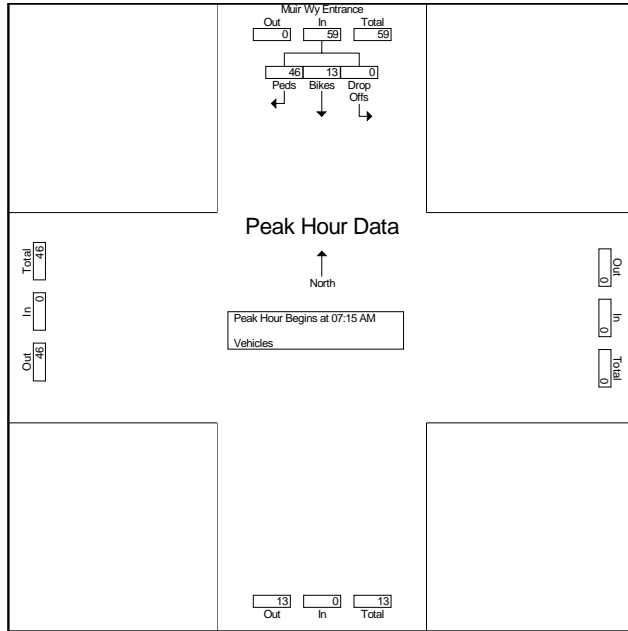 Muir Wy Entrance
Out In Total
0 59 59
46 13 0
Peds Bikes Drop Offs
Peak Hour Data
North
Peak Hour Begins at 07:15 AM
Vehicles
Total 46
In 0
Out 46
Out 0
In 0
Total 0
13 0 13
Out In Total